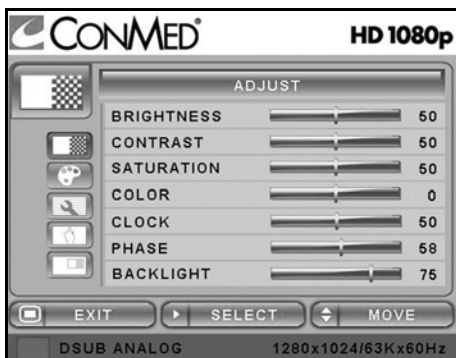 CONMED® HD 1080p
ADJUST
BRIGHTNESS 50
CONTRAST 50
SATURATION 50
COLOR 0
CLOCK 50
PHASE 58
BACKLIGHT 75
EXIT SELECT MOVE
DSUB ANALOG 1280x1024/63Kx60Hz